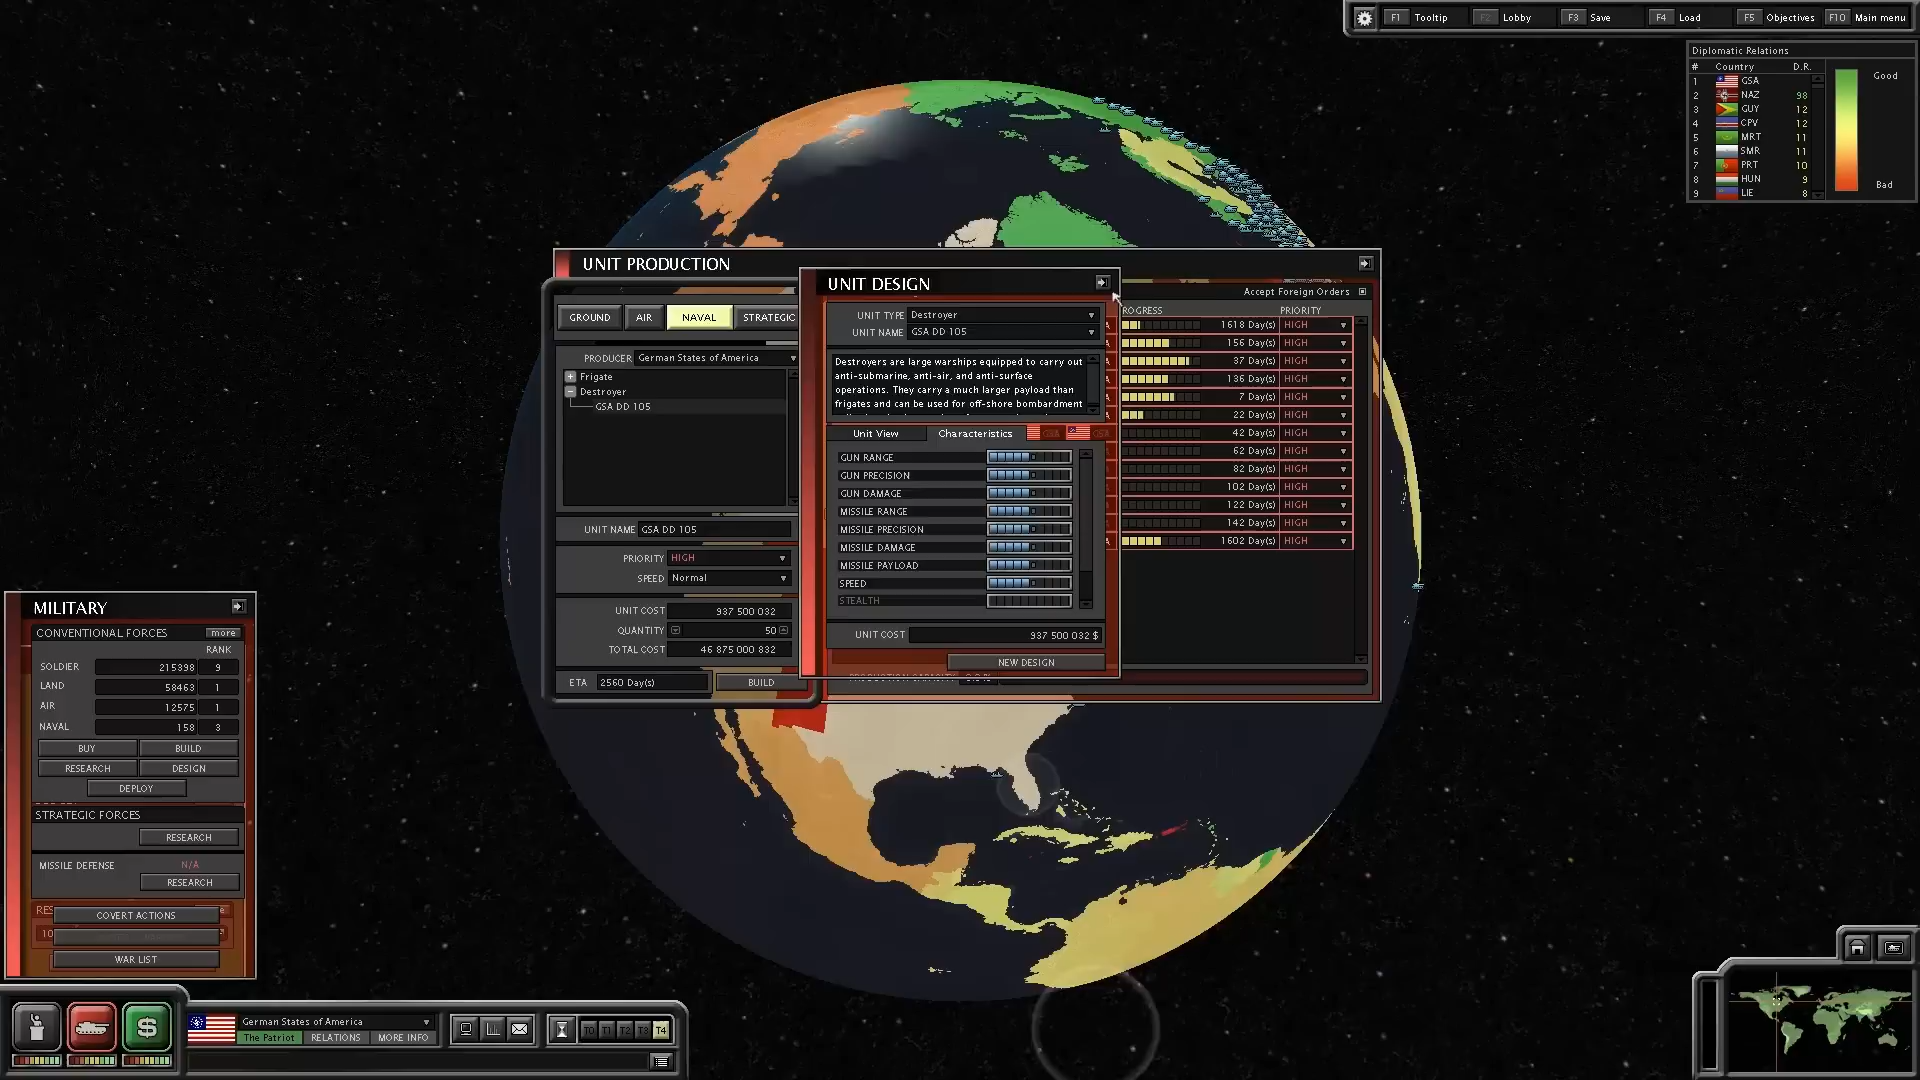 F1 Tooltip F2 Lobby F3 Save F4 Load F5 Objectives F10 Main menu
Diplomatic Relations
# Country D.R.
Good
1 GSA
2 NAZ 98
3 GUY 12
4 CPV 12
5 MRT 11
6 SMR 11
7 PRT 10
8 HUN 9
9 LIE 8
Bad
UNIT PRODUCTION
GROUND AIR NAVAL STRATEGIC
PRODUCER German States of America
Frigate
Destroyer
GSA DD 105
UNIT NAME GSA DD 105
PRIORITY HIGH
SPEED Normal
UNIT COST 937 500 032
QUANTITY 50
TOTAL COST 46 875 000 832
ETA 2560 Day(s) BUILD
UNIT DESIGN
UNIT TYPE Destroyer
UNIT NAME GSA DD 105
Destroyers are large warships equipped to carry out
anti-submarine, anti-air, and anti-surface
operations. They carry a much larger payload than
frigates and can be used for off-shore bombardment
Unit View Characteristics
GUN RANGE
GUN PRECISION
GUN DAMAGE
MISSILE RANGE
MISSILE PRECISION
MISSILE DAMAGE
MISSILE PAYLOAD
SPEED
STEALTH
UNIT COST 937 500 032 $
NEW DESIGN
PRODUCTION CAPACITY
Accept Foreign Orders
ROGRESS PRIORITY
1618 Day(s) HIGH
156 Day(s) HIGH
37 Day(s) HIGH
136 Day(s) HIGH
7 Day(s) HIGH
22 Day(s) HIGH
42 Day(s) HIGH
62 Day(s) HIGH
82 Day(s) HIGH
102 Day(s) HIGH
122 Day(s) HIGH
142 Day(s) HIGH
1602 Day(s) HIGH
MILITARY
CONVENTIONAL FORCES more
RANK
SOLDIER 215398 9
LAND 58463 1
AIR 12575 1
NAVAL 158 3
BUY BUILD
RESEARCH DESIGN
DEPLOY
STRATEGIC FORCES
RESEARCH
MISSILE DEFENSE N/A
RESEARCH
RES
COVERT ACTIONS
10
WAR LIST
German States of America
The Patriot RELATIONS MORE INFO
T0 T1 T2 T3 T4